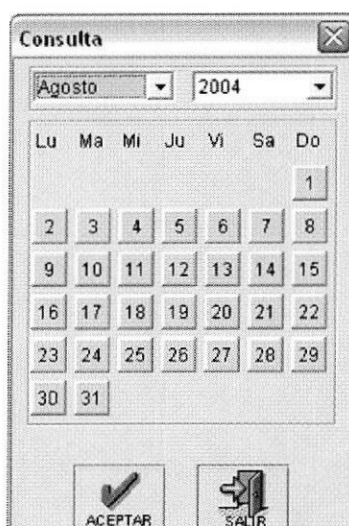 Consulta
Agosto 2004
Lu Ma Mi Ju Vi Sa Do
1
2 3 4 5 6 7 8
9 10 11 12 13 14 15
16 17 18 19 20 21 22
23 24 25 26 27 28 29
30 31
ACEPTAR SALIR